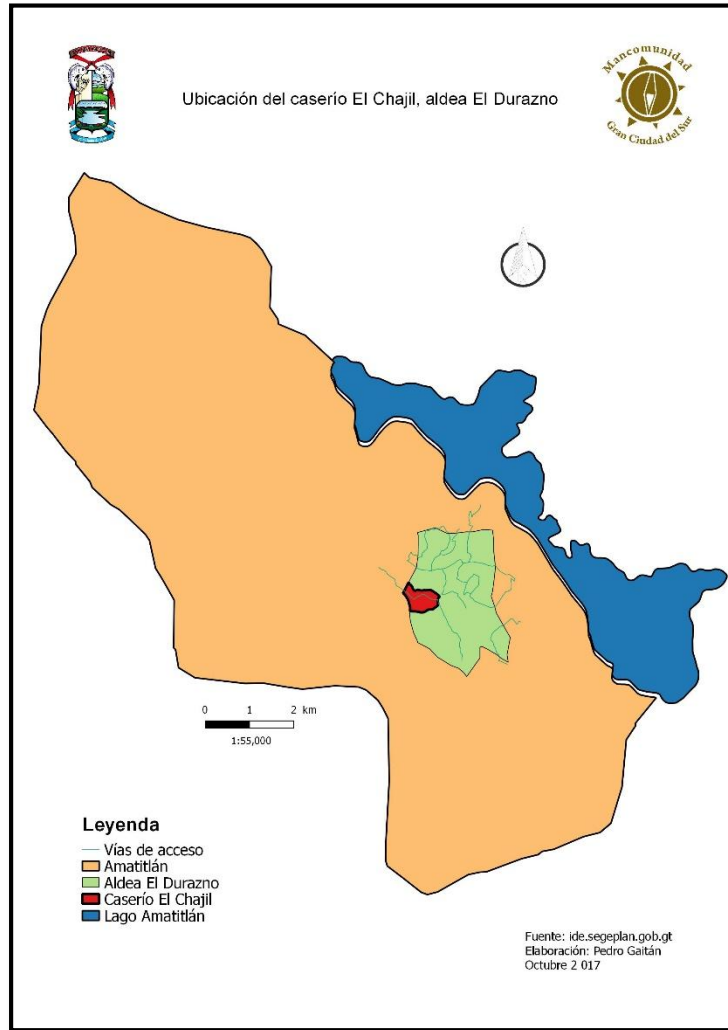 Ubicación del caserío El Chajil, aldea El Durazno
Mancomunidad
Gran Ciudad del Sur
0 1 2 km
1:55,000
Leyenda
Vías de acceso
Amatitlán
Aldea El Durazno
Caserío El Chajil
Lago Amatitlán
Fuente: ide.segeplan.gob.gt
Elaboración: Pedro Gaitán
Octubre 2 017